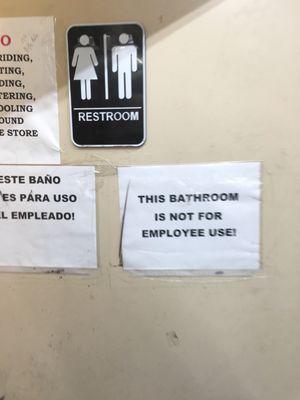 O
RIDING,
TING,
DING,
TERING,
OOLING
OUND
E STORE
RESTROOM
ESTE BAÑO
ES PARA USO
EL EMPLEADO!
THIS BATHROOM
IS NOT FOR
EMPLOYEE USE!